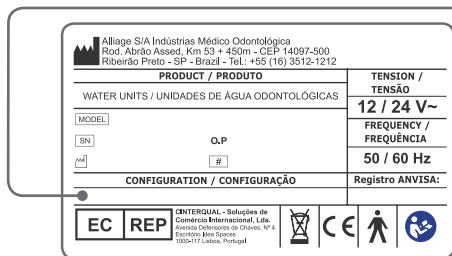 Alliage S/A Indústrias Médico Odontológica
Rod. Abrão Assed, Km 53 + 450m - CEP 14097-500
Ribeirão Preto - SP - Brazil - Tel.: +55 (16) 3512-1212
PRODUCT / PRODUTO
WATER UNITS / UNIDADES DE ÁGUA ODONTOLÓGICAS
TENSION /
TENSÃO
12 / 24 V~
MODEL
SN
O.P
#
FREQUENCY /
FREQUÊNCIA
50 / 60 Hz
CONFIGURATION / CONFIGURAÇÃO
Registro ANVISA:
EC REP
CINTERQUAL - Soluções de
Comércio Internacional, Lda.
Avenida Defensores de Chaves, Nº 4
Escritório Idea Spaces
1000-117 Lisboa, Portugal
CE